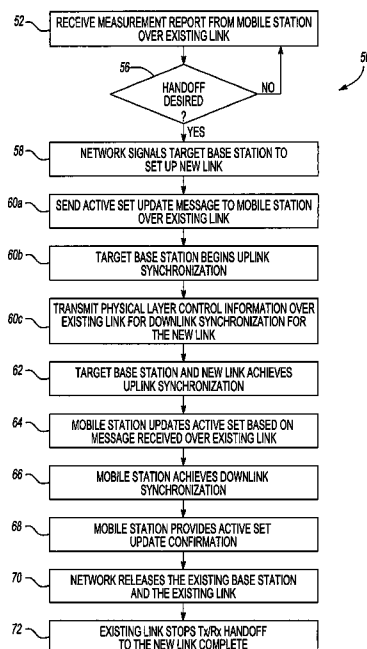 52
RECEIVE MEASUREMENT REPORT FROM MOBILE STATION
OVER EXISTING LINK
56
HANDOFF
DESIRED
?
NO
YES
58
NETWORK SIGNALS TARGET BASE STATION TO
SET UP NEW LINK
60a
SEND ACTIVE SET UPDATE MESSAGE TO MOBILE STATION
OVER EXISTING LINK
60b
TARGET BASE STATION BEGINS UPLINK
SYNCHRONIZATION
60c
TRANSMIT PHYSICAL LAYER CONTROL INFORMATION OVER
EXISTING LINK FOR DOWNLINK SYNCHRONIZATION FOR
THE NEW LINK
62
TARGET BASE STATION AND NEW LINK ACHIEVES
UPLINK SYNCHRONIZATION
64
MOBILE STATION UPDATES ACTIVE SET BASED ON
MESSAGE RECEIVED OVER EXISTING LINK
66
MOBILE STATION ACHIEVES DOWNLINK
SYNCHRONIZATION
68
MOBILE STATION PROVIDES ACTIVE SET
UPDATE CONFIRMATION
70
NETWORK RELEASES THE EXISTING BASE STATION
AND THE EXISTING LINK
72
EXISTING LINK STOPS Tx/Rx HANDOFF
TO THE NEW LINK COMPLETE